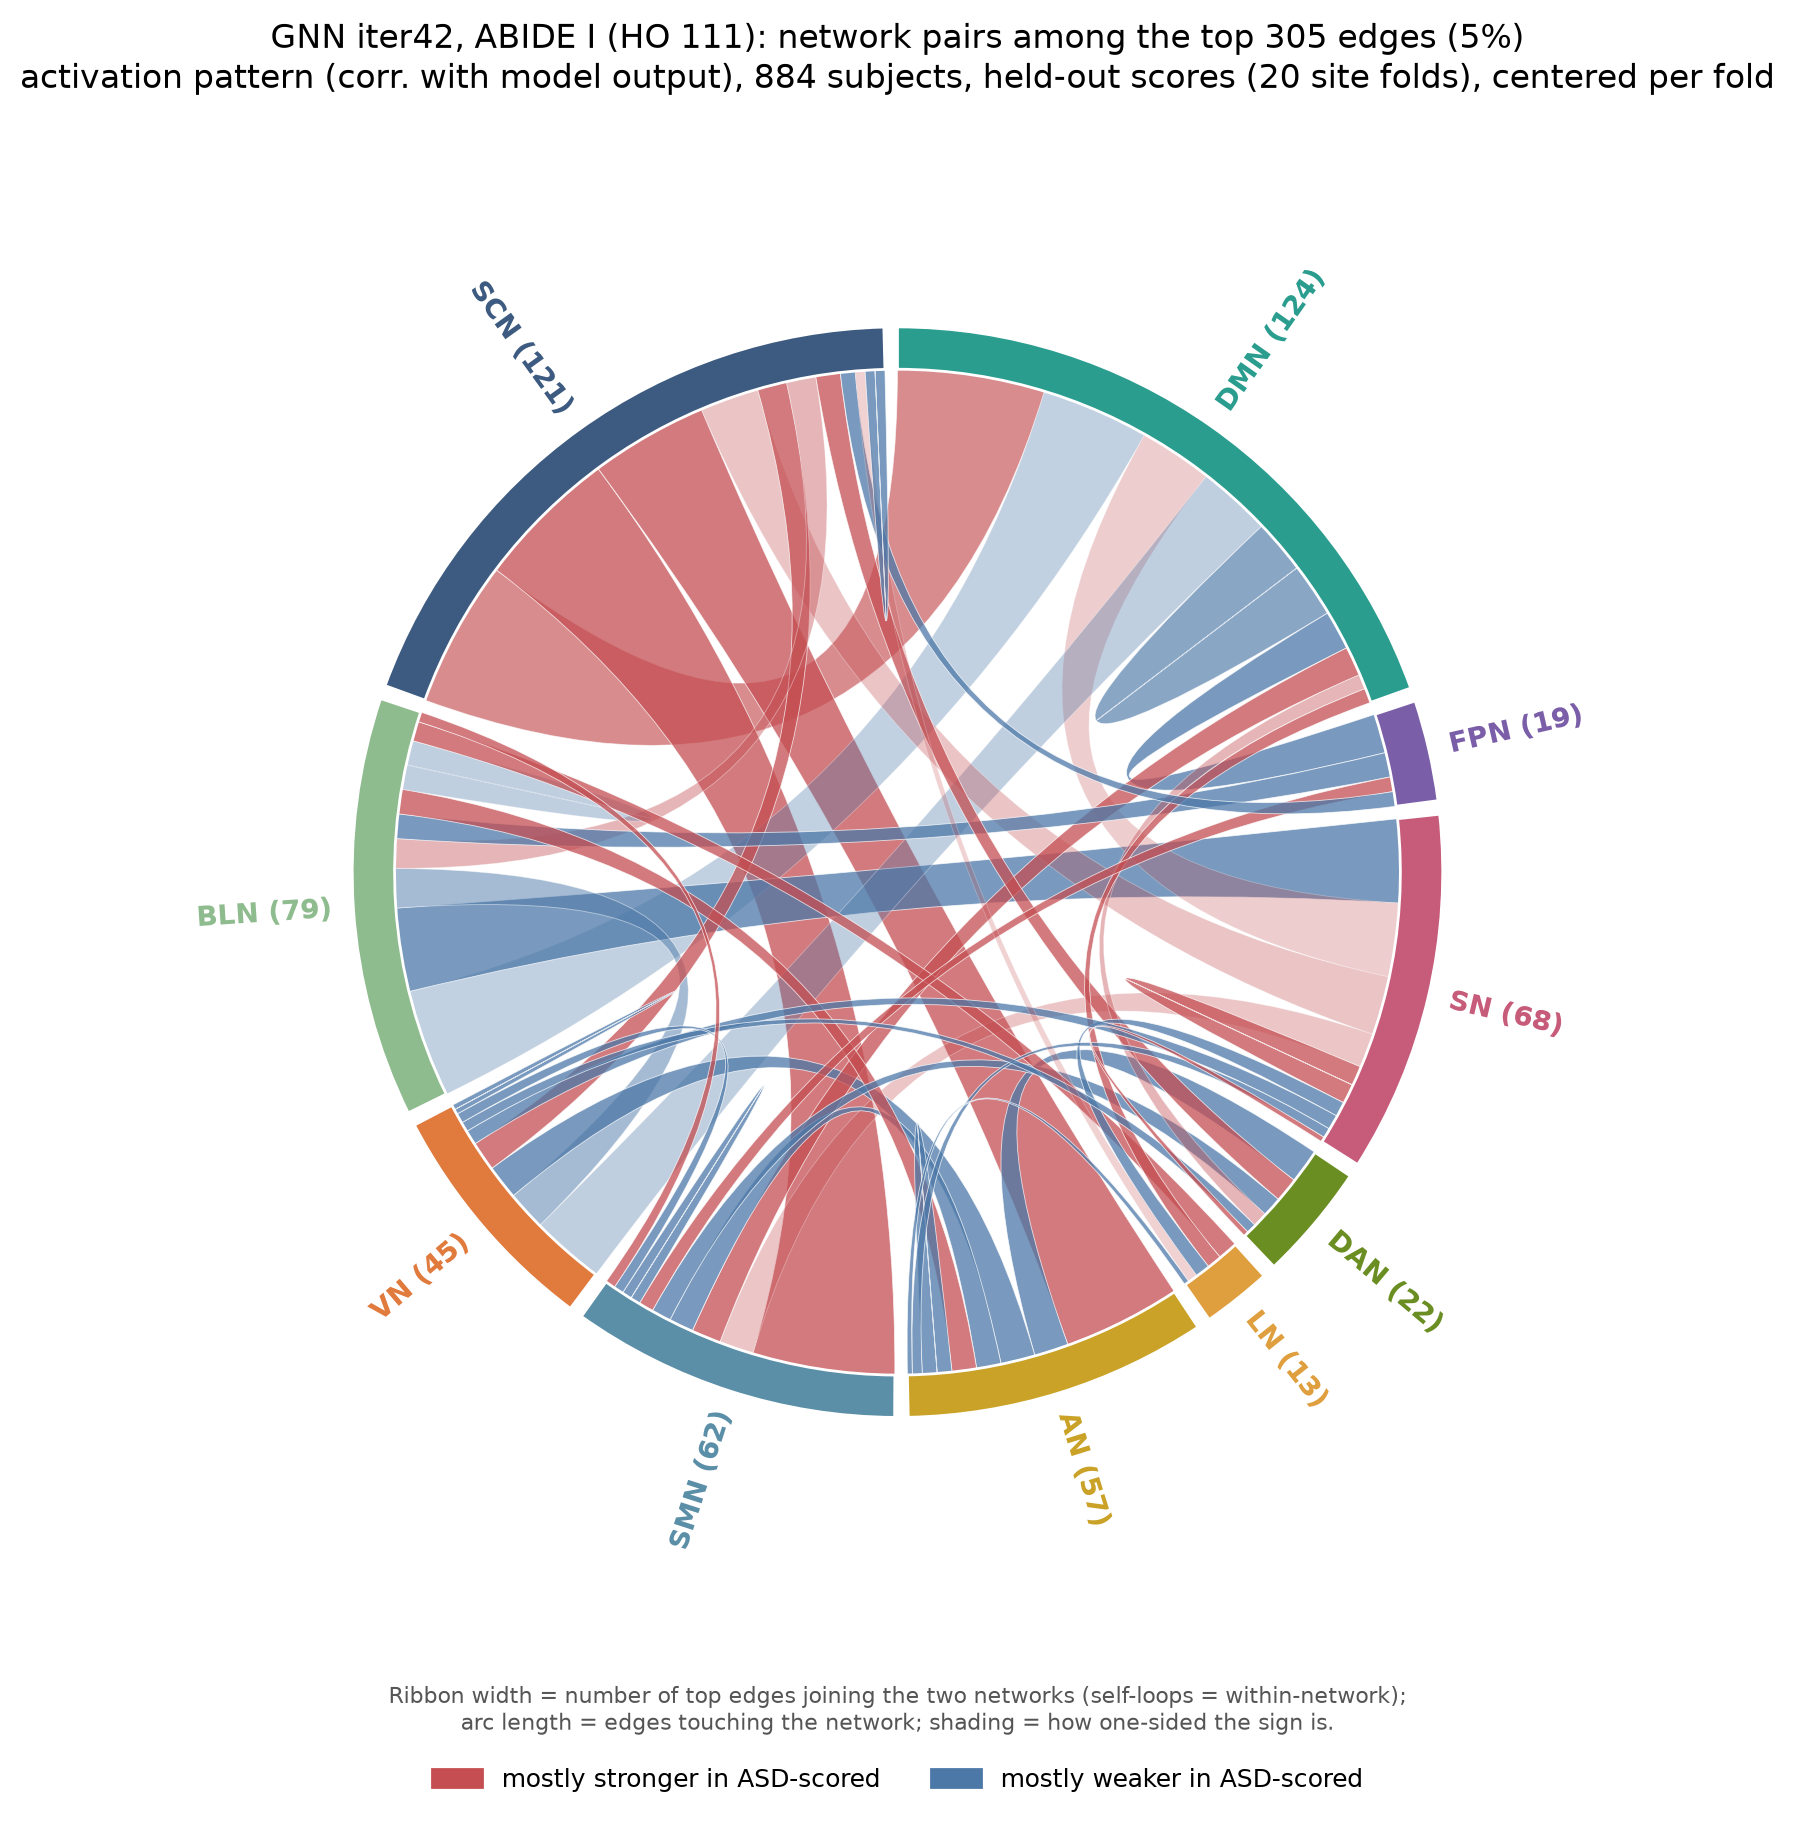 GNN iter42, ABIDE I (HO 111): network pairs among the top 305 edges (5%)
activation pattern (corr. with model output), 884 subjects, held-out scores (20 site folds), centered per fold
SCN (121)
DMN (124)
FPN (19)
BLN (79)
SN (68)
VN (45)
DAN (22)
LN (13)
SMN (62)
AN (57)
Ribbon width = number of top edges joining the two networks (self-loops = within-network);
arc length = edges touching the network; shading = how one-sided the sign is.
mostly stronger in ASD-scored
mostly weaker in ASD-scored